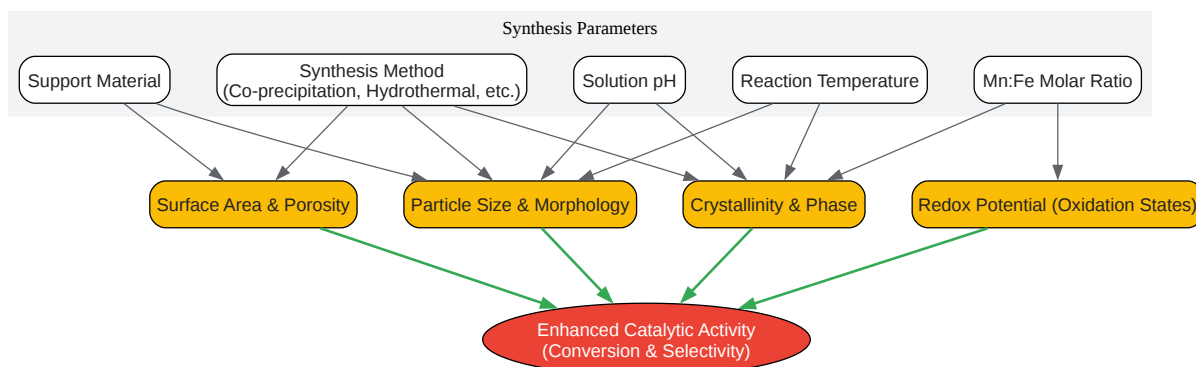 Synthesis Parameters
Support Material
Synthesis Method
(Co-precipitation, Hydrothermal, etc.)
Solution pH
Reaction Temperature
Mn:Fe Molar Ratio
Surface Area & Porosity
Particle Size & Morphology
Crystallinity & Phase
Redox Potential (Oxidation States)
Enhanced Catalytic Activity
(Conversion & Selectivity)